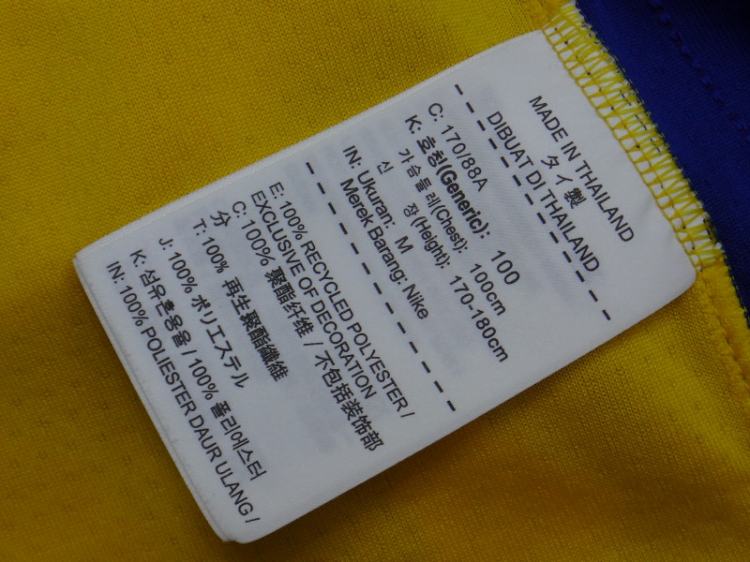 MADE IN THAILAND
タイ製
DIBUAT DI THAILAND
C: 170/88A
K: 호칭(Generic): 100
가슴둘레(Chest): 100cm
신 장(Height): 170-180cm
IN: Ukuran: M
Merek Barang: Nike
E: 100% RECYCLED POLYESTER /
EXCLUSIVE OF DECORATION
C: 100% 聚酯纤维 / 不包括装饰部
分
T: 100% 再生聚酯纖維
J: 100% ポリエステル
K: 섬유혼용율 / 100% 폴리에스터
IN: 100% POLIESTER DAUR ULANG /